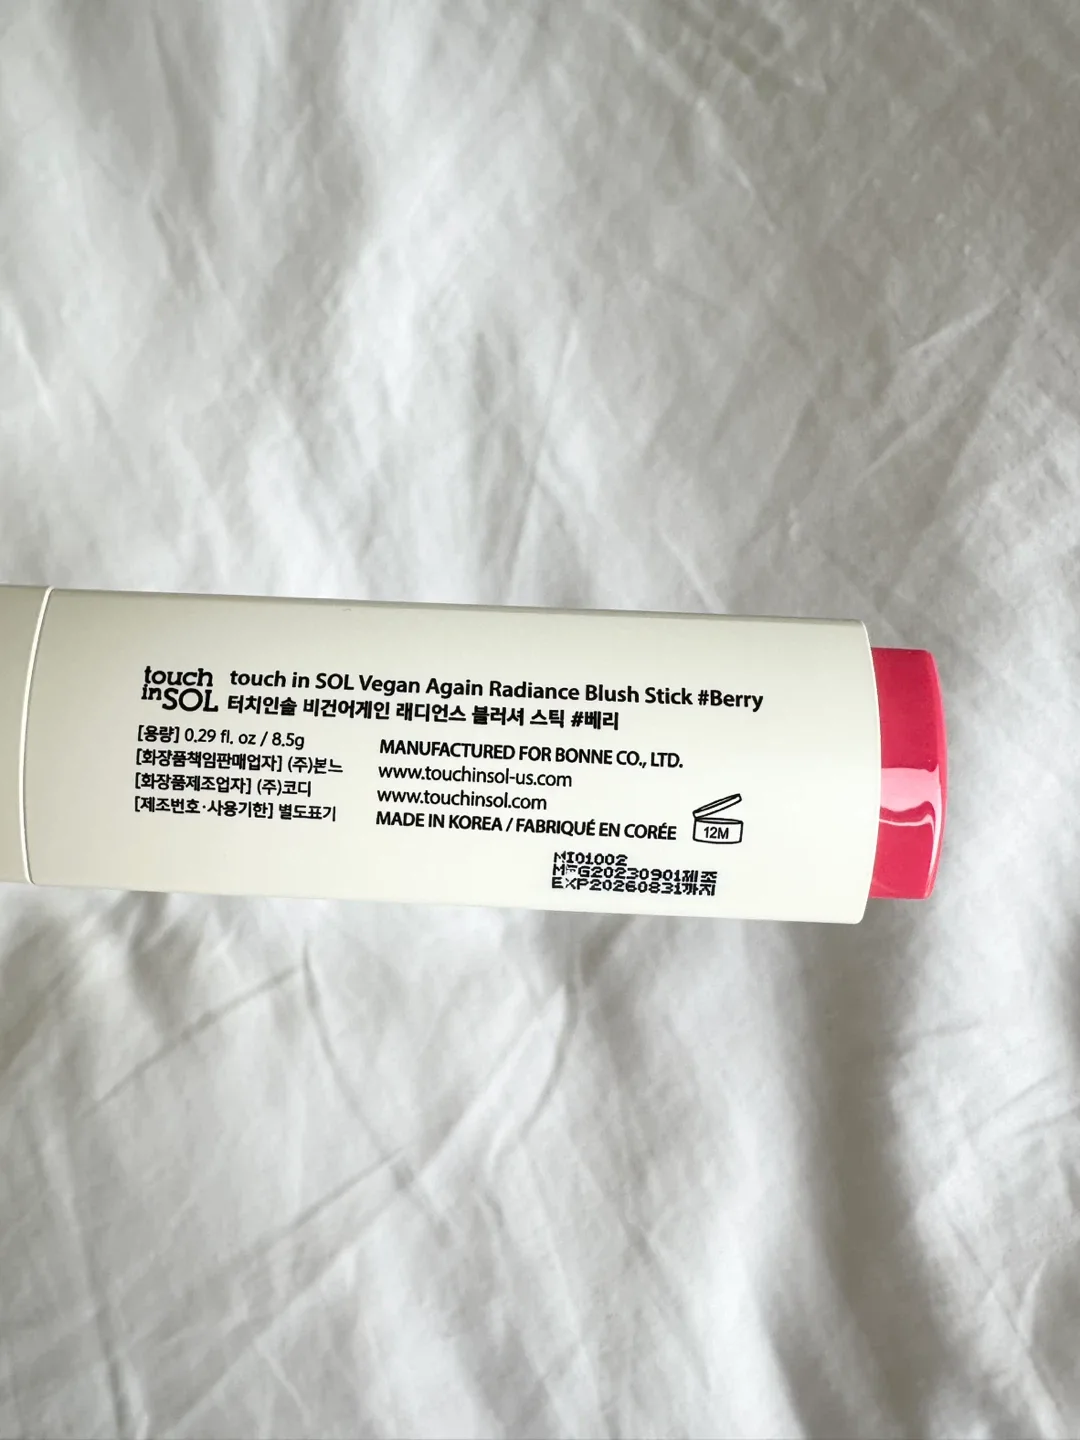 touch
inSOL
touch in SOL Vegan Again Radiance Blush Stick #Berry
터치인솔 비건어게인 래디언스 블러셔 스틱 #베리
[용량] 0.29 fl. oz / 8.5g
[화장품책임판매업자] (주)본느
[화장품제조업자] (주)코디
[제조번호·사용기한] 별도표기
MANUFACTURED FOR BONNE CO., LTD.
www.touchinsol-us.com
www.touchinsol.com
MADE IN KOREA / FABRIQUÉ EN CORÉE
12M
MI01002
MFG20230901제조
EXP20260831까지